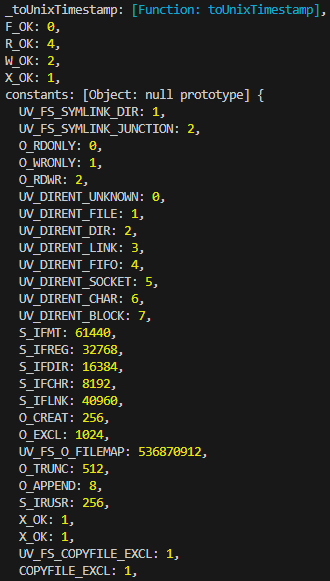 _toUnixTimestamp: [Function: toUnixTimestamp],
F_OK: 0,
R_OK: 4,
W_OK: 2,
X_OK: 1,
constants: [Object: null prototype] {
UV_FS_SYMLINK_DIR: 1,
UV_FS_SYMLINK_JUNCTION: 2,
O_RDONLY: 0,
O_WRONLY: 1,
O_RDWR: 2,
UV_DIRENT_UNKNOWN: 0,
UV_DIRENT_FILE: 1,
UV_DIRENT_DIR: 2,
UV_DIRENT_LINK: 3,
UV_DIRENT_FIFO: 4,
UV_DIRENT_SOCKET: 5,
UV_DIRENT_CHAR: 6,
UV_DIRENT_BLOCK: 7,
S_IFMT: 61440,
S_IFREG: 32768,
S_IFDIR: 16384,
S_IFCHR: 8192,
S_IFLNK: 40960,
O_CREAT: 256,
O_EXCL: 1024,
UV_FS_O_FILEMAP: 536870912,
O_TRUNC: 512,
O_APPEND: 8,
S_IRUSR: 256,
X_OK: 1,
X_OK: 1,
UV_FS_COPYFILE_EXCL: 1,
COPYFILE_EXCL: 1,